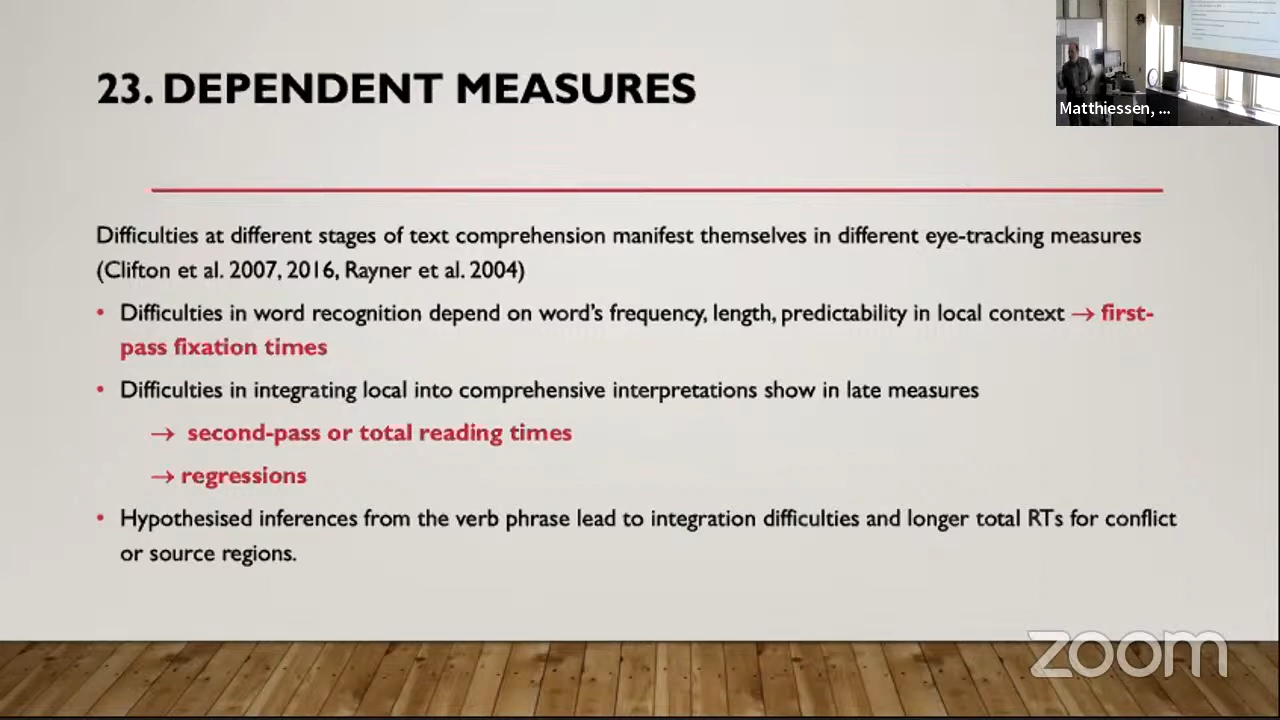 23. DEPENDENT MEASURES
Matthiessen, ...
Difficulties at different stages of text comprehension manifest themselves in different eye-tracking measures
(Clifton et al. 2007, 2016, Rayner et al. 2004)
• Difficulties in word recognition depend on word's frequency, length, predictability in local context → first-
pass fixation times
• Difficulties in integrating local into comprehensive interpretations show in late measures
→ second-pass or total reading times
→ regressions
• Hypothesised inferences from the verb phrase lead to integration difficulties and longer total RTs for conflict
or source regions.
zoom